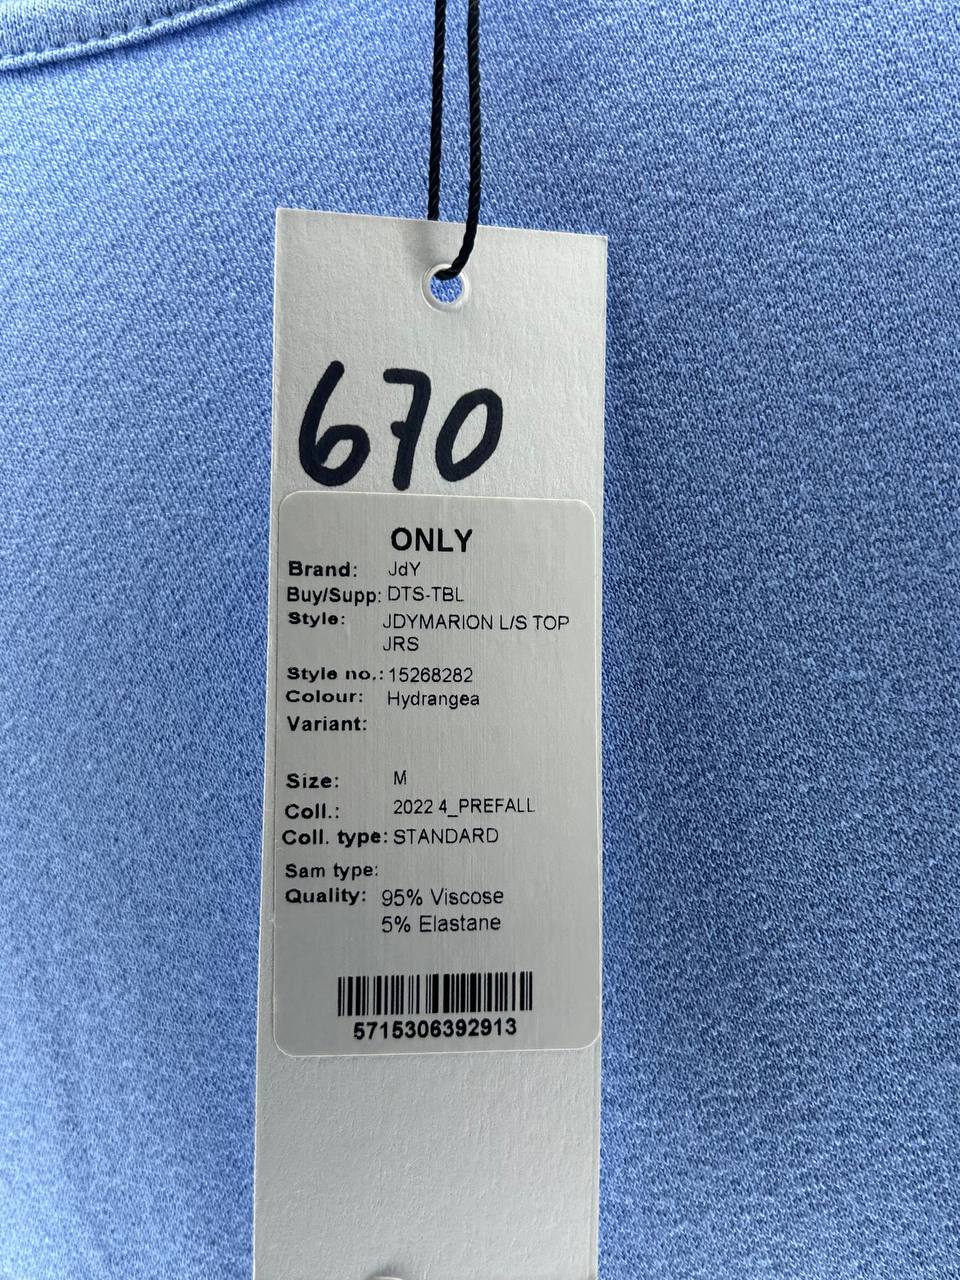 670
ONLY
Brand: JdY
Buy/Supp: DTS-TBL
Style: JDYMARION L/S TOP
JRS
Style no.: 15268282
Colour: Hydrangea
Variant:
Size: M
Coll.: 2022 4_PREFALL
Coll. type: STANDARD
Sam type:
Quality: 95% Viscose
5% Elastane
5715306392913